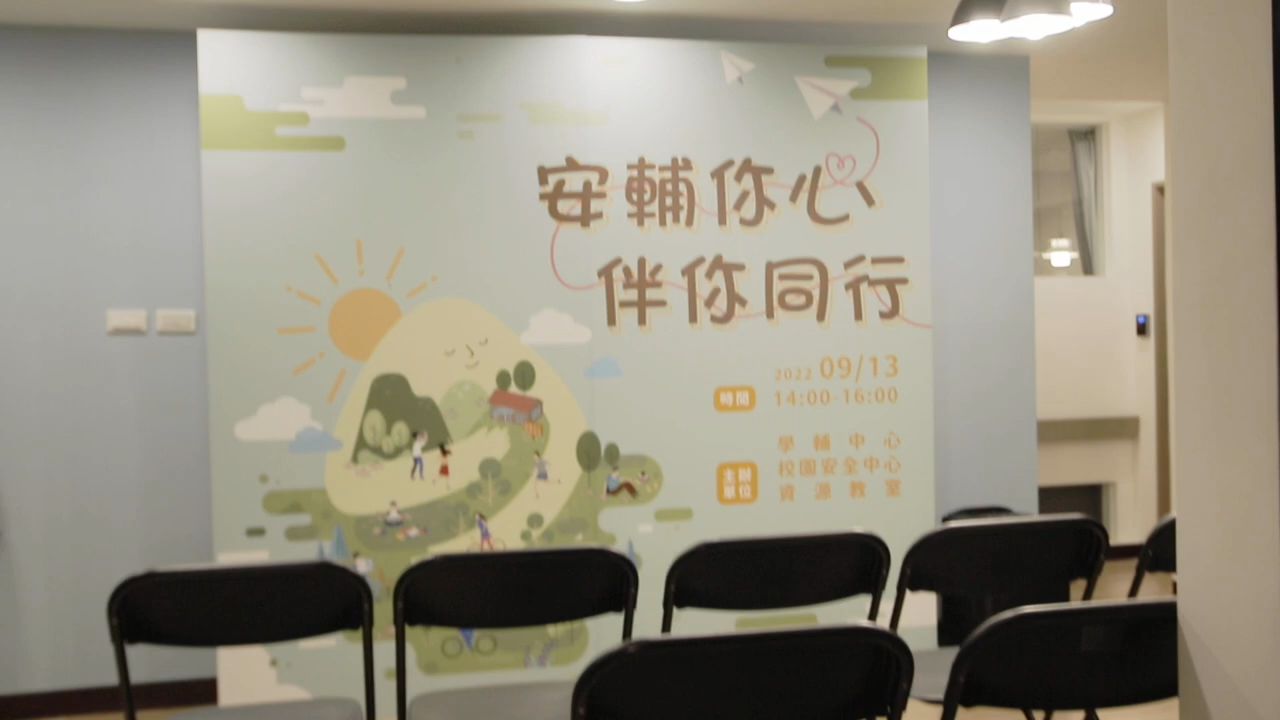 安輔你心
伴你同行
2022 09/13
時間 14:00-16:00
學輔中心
主辦單位 校園安全中心
資源教室